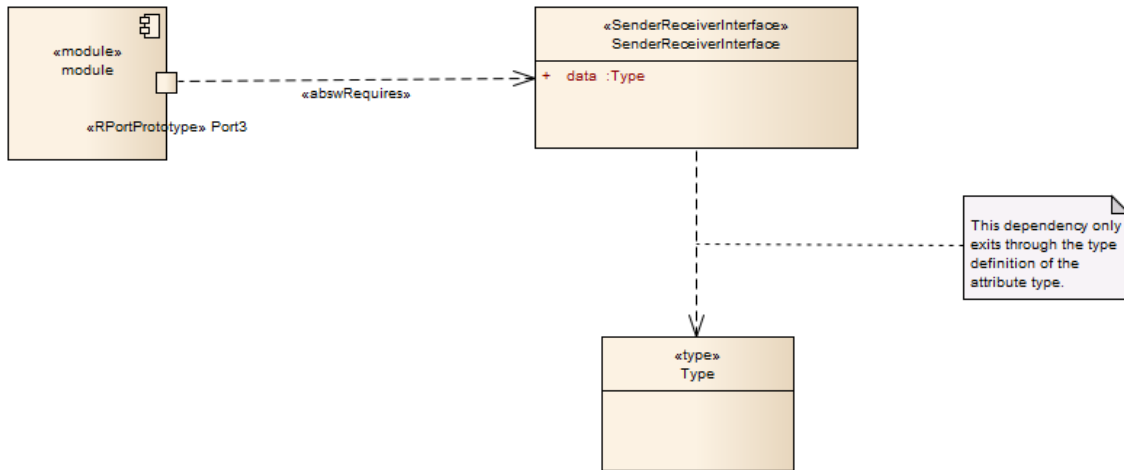 «module»
module
«RPortPrototype» Port3
«abswRequires»
«SenderReceiverInterface»
SenderReceiverInterface
+ data :Type
This dependency only
exits through the type
definition of the
attribute type.
«type»
Type